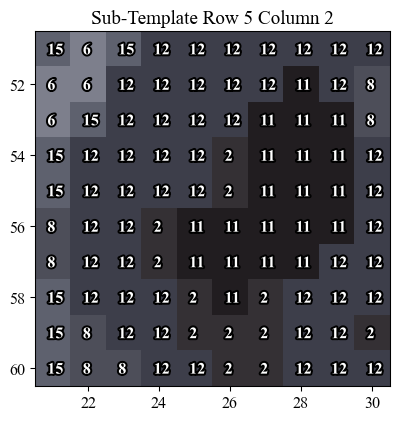 Sub-Template Row 5 Column 2
15 6 15 12 12 12 12 12 12 12
52 6 6 12 12 12 12 12 11 12 8
6 15 12 12 12 12 11 11 11 8
54 15 12 12 12 12 2 11 11 11 12
15 12 12 12 12 2 11 11 11 12
56 8 12 12 2 11 11 11 11 11 12
8 12 12 2 11 11 11 11 12 12
58 15 12 12 12 2 11 2 12 12 12
15 8 12 12 2 2 2 12 12 2
60 15 8 8 12 12 2 2 12 12 12
22 24 26 28 30